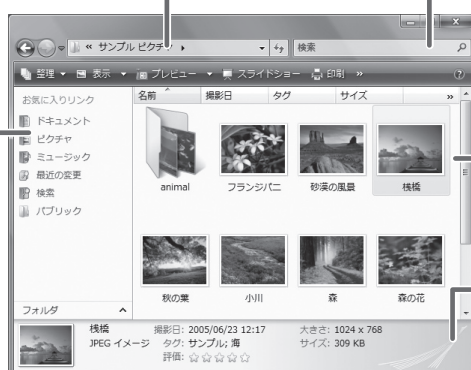 « サンプル ピクチャ
検索
整理 表示 プレビュー スライドショー 印刷 »
お気に入りリンク
ドキュメント
ピクチャ
ミュージック
最近の変更
検索
パブリック
フォルダ
名前 撮影日 タグ サイズ »
animal フランジパニ 砂漠の風景 桟橋
秋の葉 小川 森 森の花
桟橋 撮影日: 2005/06/23 12:17 大きさ: 1024 x 768
JPEG イメージ タグ: サンプル; 海 サイズ: 309 KB
評価: ☆☆☆☆☆